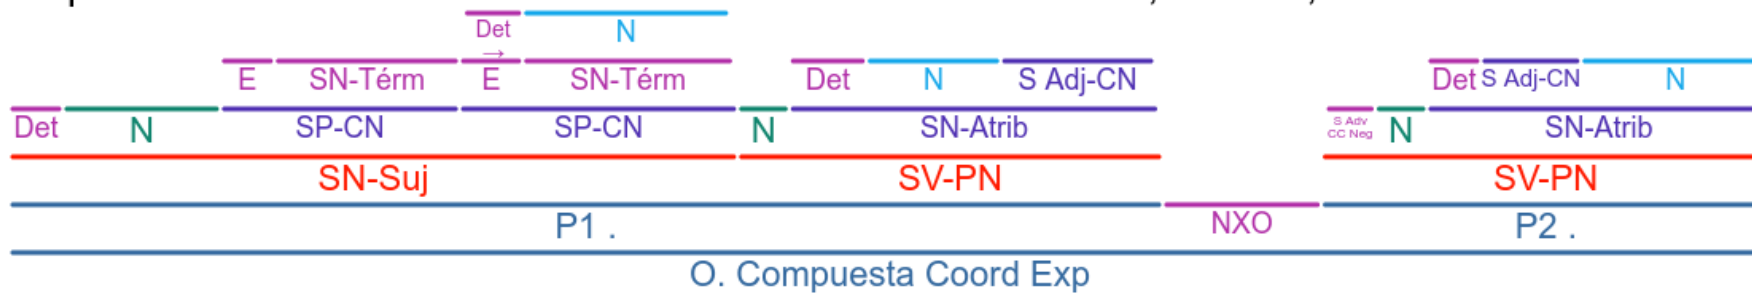 Det N
→
E SN-Térm E SN-Térm Det N S Adj-CN Det S Adj-CN N
Det N SP-CN SP-CN N SN-Atrib S Adv CC Neg N SN-Atrib
SN-Suj SV-PN SV-PN
P1 . NXO P2 .
O. Compuesta Coord Exp